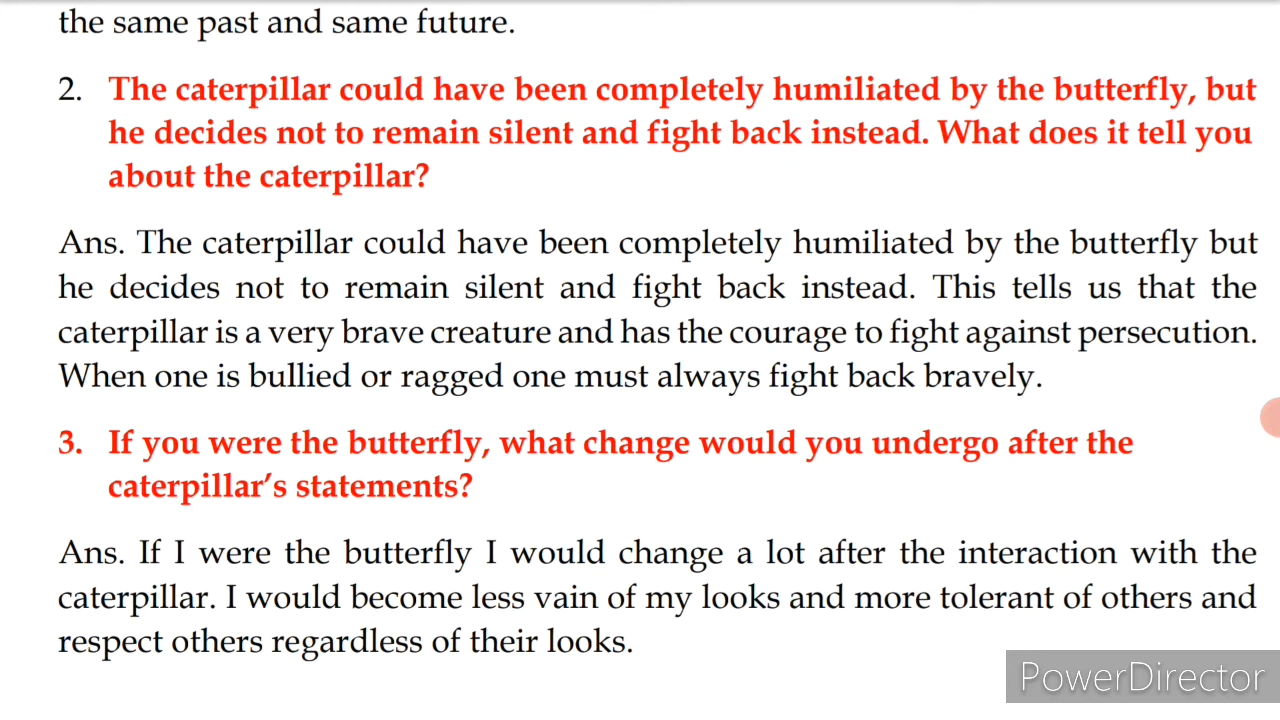 the same past and same future.
2. The caterpillar could have been completely humiliated by the butterfly, but
he decides not to remain silent and fight back instead. What does it tell you
about the caterpillar?
Ans. The caterpillar could have been completely humiliated by the butterfly but
he decides not to remain silent and fight back instead. This tells us that the
caterpillar is a very brave creature and has the courage to fight against persecution.
When one is bullied or ragged one must always fight back bravely.
3. If you were the butterfly, what change would you undergo after the
caterpillar’s statements?
Ans. If I were the butterfly I would change a lot after the interaction with the
caterpillar. I would become less vain of my looks and more tolerant of others and
respect others regardless of their looks.
PowerDirector